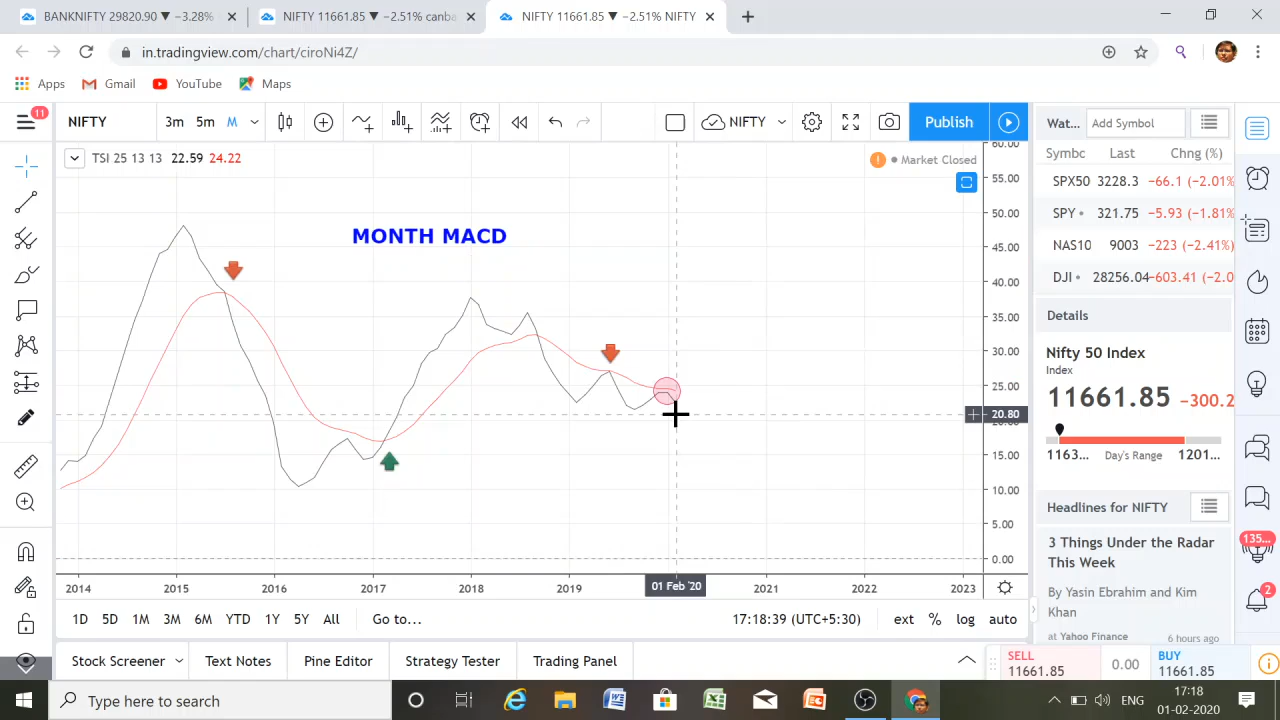 BANKNIFTY 29820.90 ▼ −3.28%
NIFTY 11661.85 ▼ −2.51% canba
NIFTY 11661.85 ▼ −2.51% NIFTY
in.tradingview.com/chart/ciroNi4Z/
Apps Gmail YouTube Maps
11
NIFTY 3m 5m M NIFTY Publish
Wat... Add Symbol
TSI 25 13 13 22.59 24.22
Market Closed
Symbc Last Chng (%)
SPX50 3228.3 −66.1 (−2.01%
SPY 321.75 −5.93 (−1.81%
NAS10 9003 −223 (−2.41%
DJI 28256.04 −603.41 (−2.0
MONTH MACD
60.00
55.00
50.00
45.00
40.00
35.00
30.00
25.00
20.80
20.00
15.00
10.00
5.00
0.00
Details
Nifty 50 Index
Index
11661.85 −300.2
1163... Day's Range 1201...
Headlines for NIFTY
3 Things Under the Radar
This Week
By Yasin Ebrahim and Kim
Khan
at Yahoo Finance 6 hours ago
135...
2
2014 2015 2016 2017 2018 2019 01 Feb '20 2021 2022 2023
1D 5D 1M 3M 6M YTD 1Y 5Y All Go to... 17:18:39 (UTC+5:30) ext % log auto
Stock Screener Text Notes Pine Editor Strategy Tester Trading Panel
SELL
11661.85
0.00
BUY
11661.85
Type here to search
ENG
17:18
01-02-2020